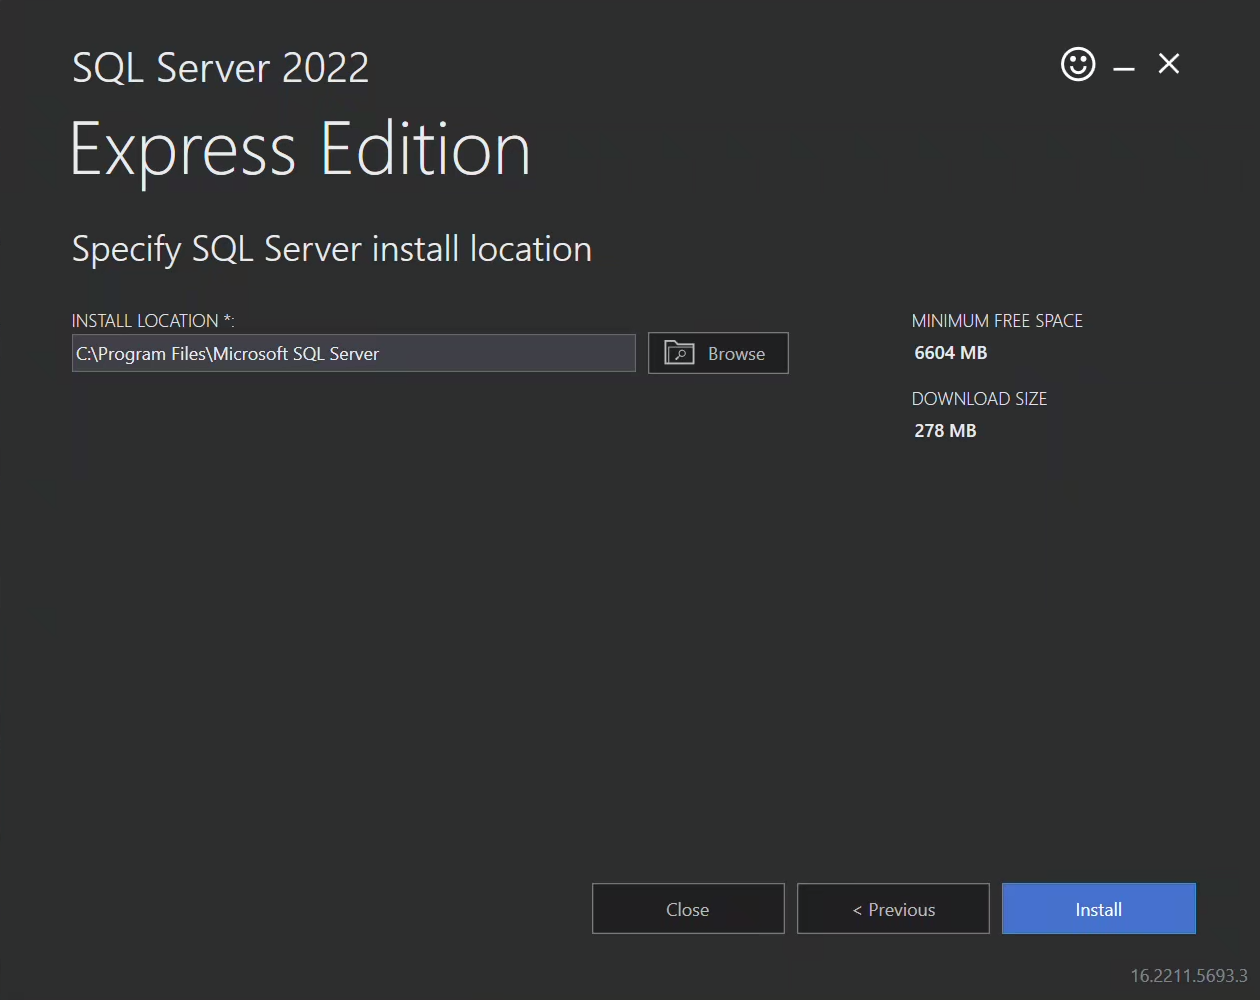 SQL Server 2022
Express Edition
Specify SQL Server install location
INSTALL LOCATION *:
C:\Program Files\Microsoft SQL Server
Browse
MINIMUM FREE SPACE
6604 MB
DOWNLOAD SIZE
278 MB
Close
< Previous
Install
16.2211.5693.3